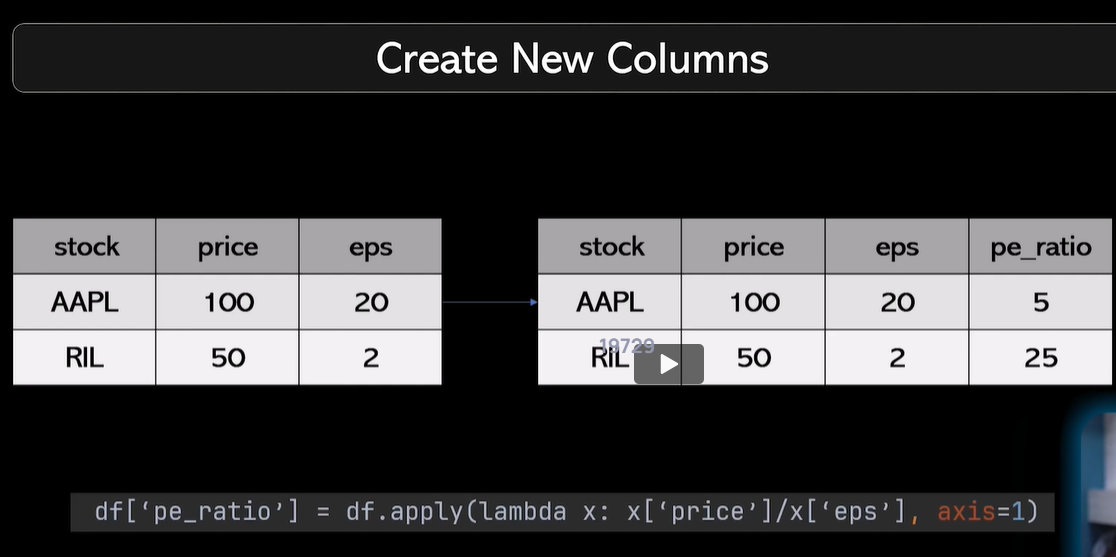 Create New Columns
stock price eps
AAPL 100 20
RIL 50 2
stock price eps pe_ratio
AAPL 100 20 5
RIL 50 2 25
19729
df[‘pe_ratio’] = df.apply(lambda x: x[‘price’]/x[‘eps’], axis=1)